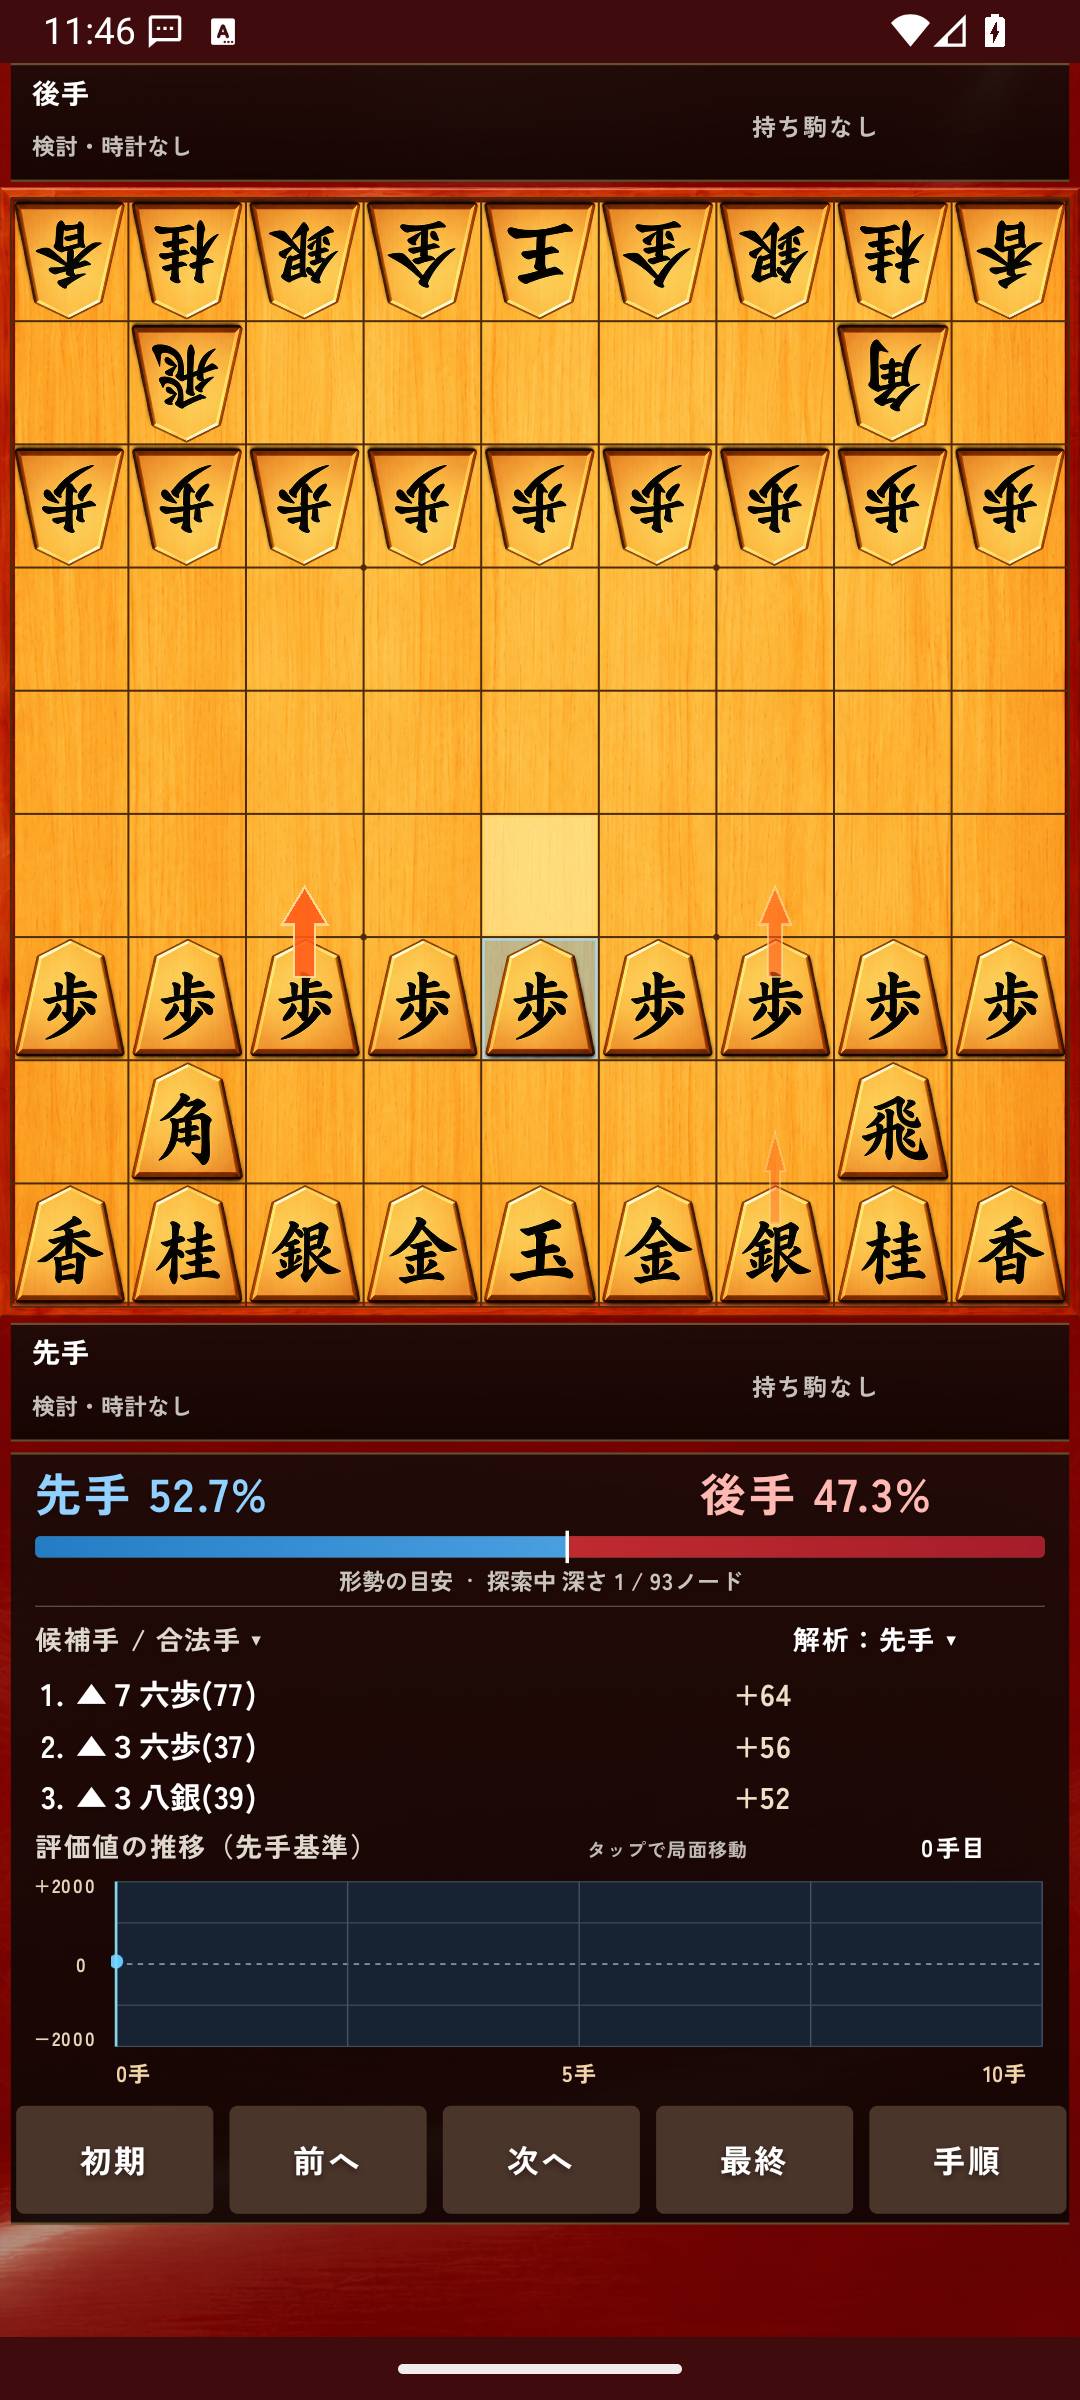 11:46
後手
検討・時計なし
持ち駒なし
香 桂 銀 金 王 金 銀 桂 香
飛 角
歩 歩 歩 歩 歩 歩 歩 歩 歩
歩 歩 歩 歩 歩 歩 歩 歩 歩
角 飛
香 桂 銀 金 玉 金 銀 桂 香
先手
検討・時計なし
持ち駒なし
先手 52.7% 後手 47.3%
形勢の目安 · 探索中 深さ 1 / 93ノード
候補手 / 合法手 ▾ 解析：先手 ▾
1. ▲７六歩(77) +64
2. ▲３六歩(37) +56
3. ▲３八銀(39) +52
評価値の推移（先手基準） タップで局面移動 0手目
+2000
0
−2000
0手 5手 10手
初期 前へ 次へ 最終 手順